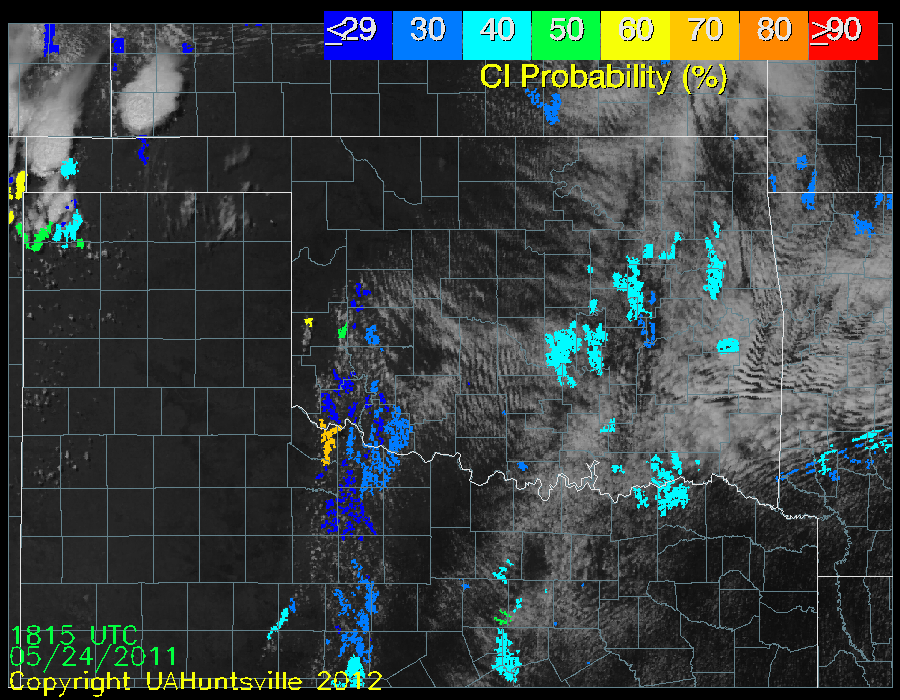 ≤29 30 40 50 60 70 80 ≥90
CI Probability (%)
1815 UTC
05/24/2011
Copyright UAHuntsville 2012